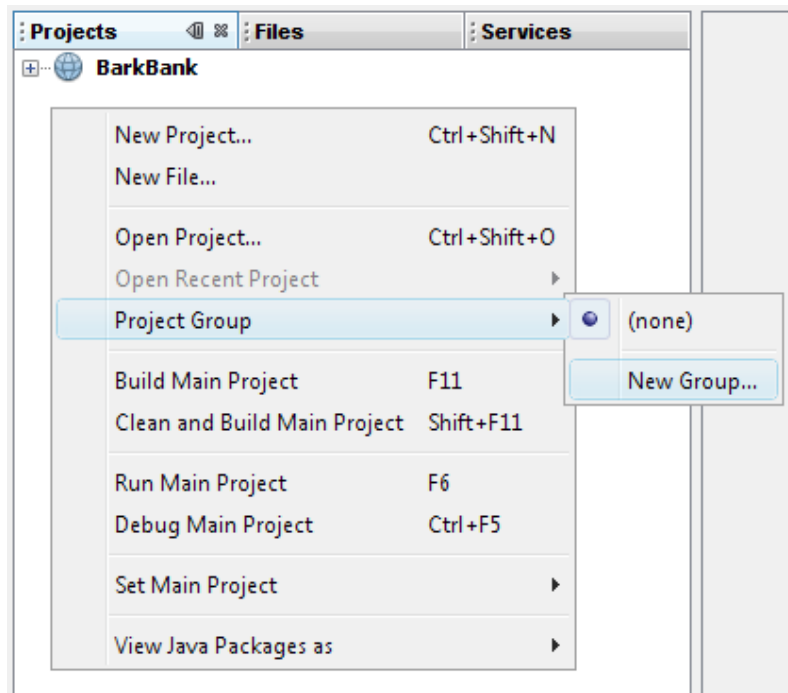 Projects Files Services
BarkBank
New Project... Ctrl+Shift+N
New File...
Open Project... Ctrl+Shift+O
Open Recent Project
Project Group (none)
Build Main Project F11 New Group...
Clean and Build Main Project Shift+F11
Run Main Project F6
Debug Main Project Ctrl+F5
Set Main Project
View Java Packages as